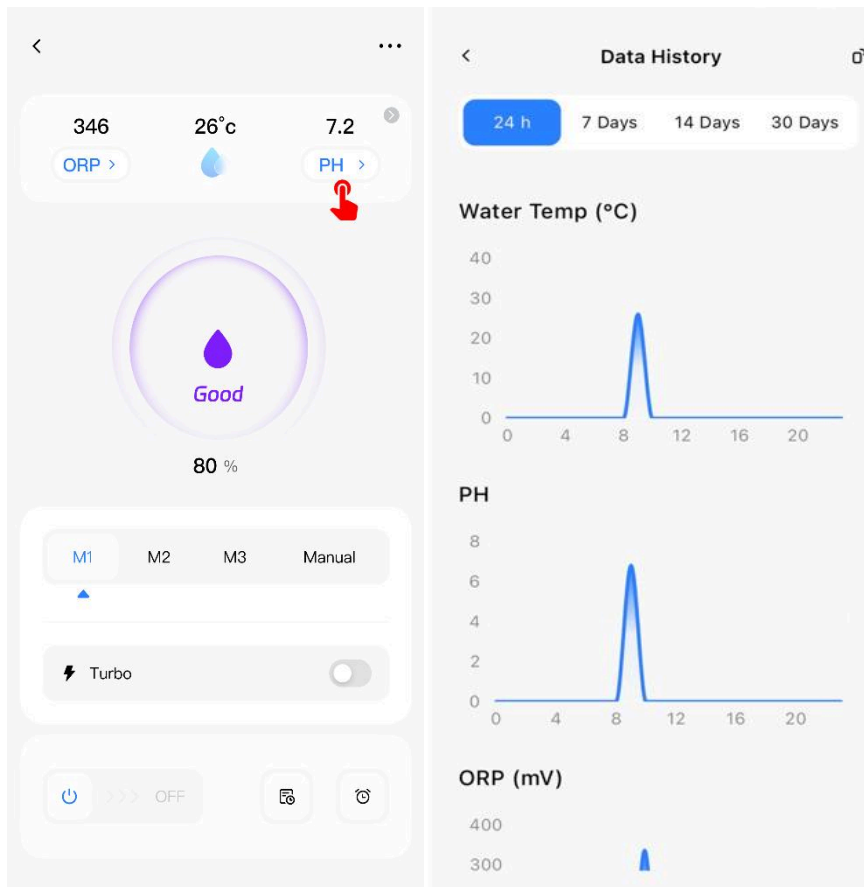 346 26°c 7.2
ORP > PH >
Good
80 %
M1 M2 M3 Manual
Turbo
OFF
Data History
24 h 7 Days 14 Days 30 Days
Water Temp (°C)
40
30
20
10
0
0 4 8 12 16 20
PH
8
6
4
2
0
0 4 8 12 16 20
ORP (mV)
400
300